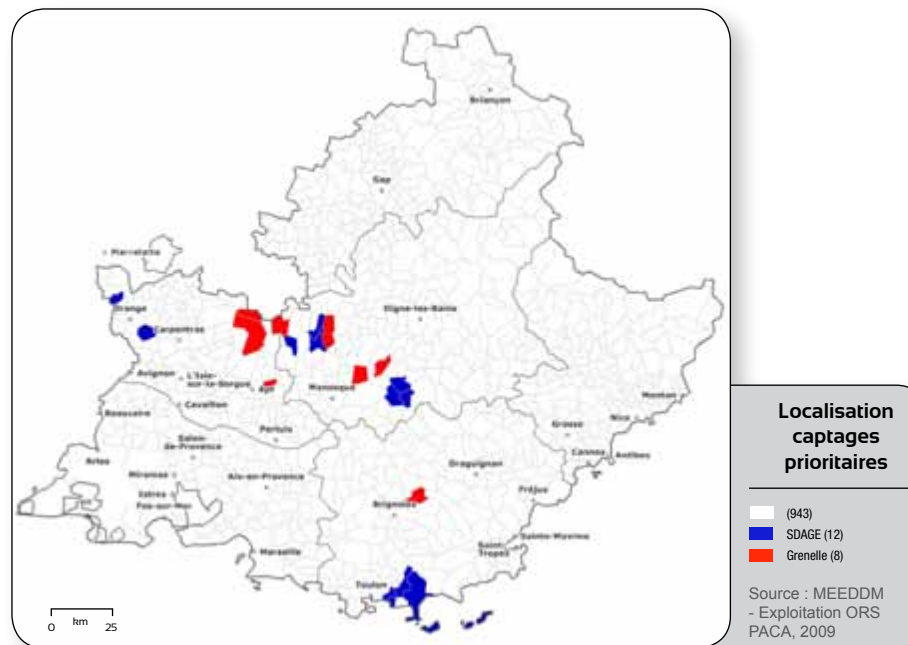 Briançon
Gap
Pierrelatte
Orange
Carpentras
Digne-les-Bains
Avignon
L'Isle-
sur-la-Sorgue
Apt
Manosque
Cavaillon
Beaucaire
Pertuis
Salon-
de-Provence
Arles
Miramas
Aix-en-Provence
Istres
Fos-sur-Mer
Marseille
Menton
Nice
Grasse
Cannes
Antibes
Draguignan
Fréjus
Brignoles
Sainte-Maxime
Saint-
Tropez
Toulon
0 km 25
Localisation
captages
prioritaires
(943)
SDAGE (12)
Grenelle (8)
Source : MEEDDM
- Exploitation ORS
PACA, 2009